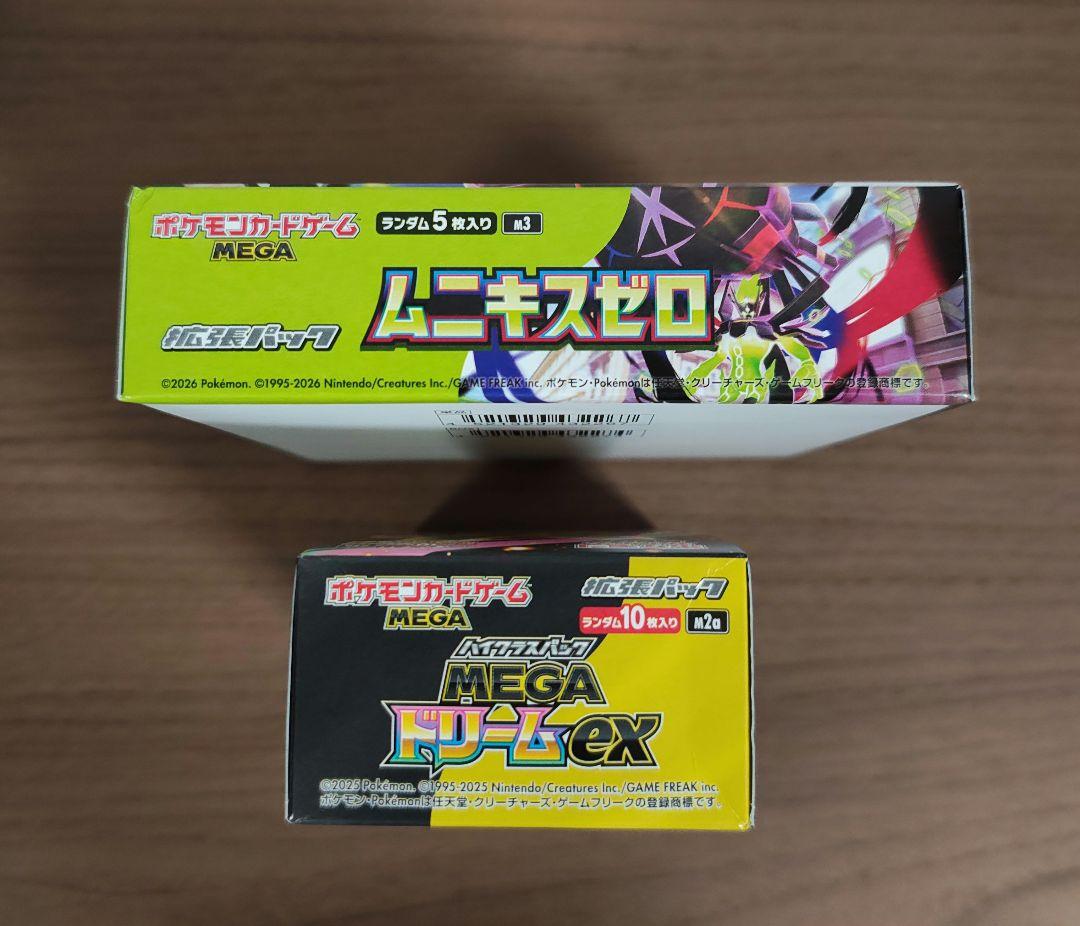 ポケモンカードゲーム
MEGA
ランダム5枚入り M3
ムニキスゼロ
拡張パック
©2026 Pokémon. ©1995-2026 Nintendo/Creatures Inc./GAME FREAK inc. ポケモン・Pokémonは任天堂・クリーチャーズ・ゲームフリークの登録商標です。
ポケモンカードゲーム
MEGA
拡張パック
ランダム10枚入り M2a
ハイクラスパック
MEGA
ドリームex
©2025 Pokémon. ©1995-2025 Nintendo/Creatures Inc./GAME FREAK inc.
ポケモン・Pokémonは任天堂・クリーチャーズ・ゲームフリークの登録商標です。